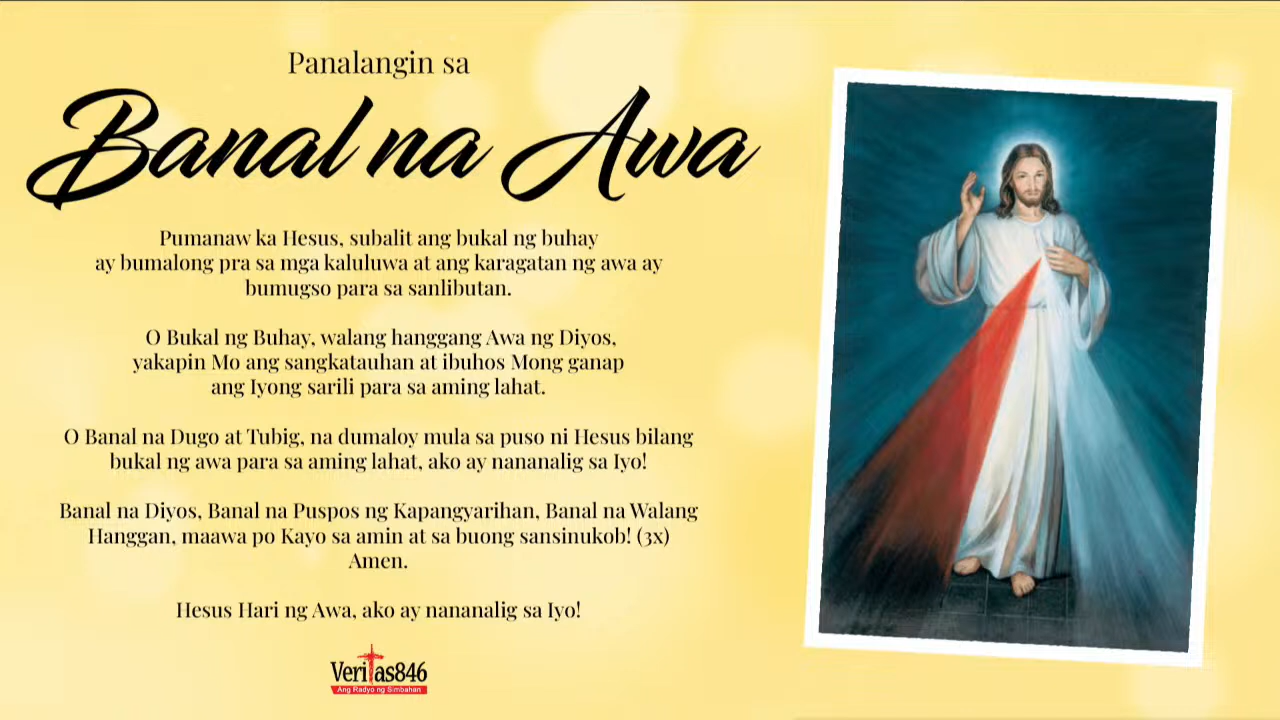 Panalangin sa
Banal na Awa
Pumanaw ka Hesus, subalit ang bukal ng buhay
ay bumalong pra sa mga kaluluwa at ang karagatan ng awa ay
bumugso para sa sanlibutan.
O Bukal ng Buhay, walang hanggang Awa ng Diyos,
yakapin Mo ang sangkatauhan at ibuhos Mong ganap
ang Iyong sarili para sa aming lahat.
O Banal na Dugo at Tubig, na dumaloy mula sa puso ni Hesus bilang
bukal ng awa para sa aming lahat, ako ay nananalig sa Iyo!
Banal na Diyos, Banal na Puspos ng Kapangyarihan, Banal na Walang
Hanggan, maawa po Kayo sa amin at sa buong sansinukob! (3x)
Amen.
Hesus Hari ng Awa, ako ay nananalig sa Iyo!
Veritas846
Ang Radyo ng Simbahan